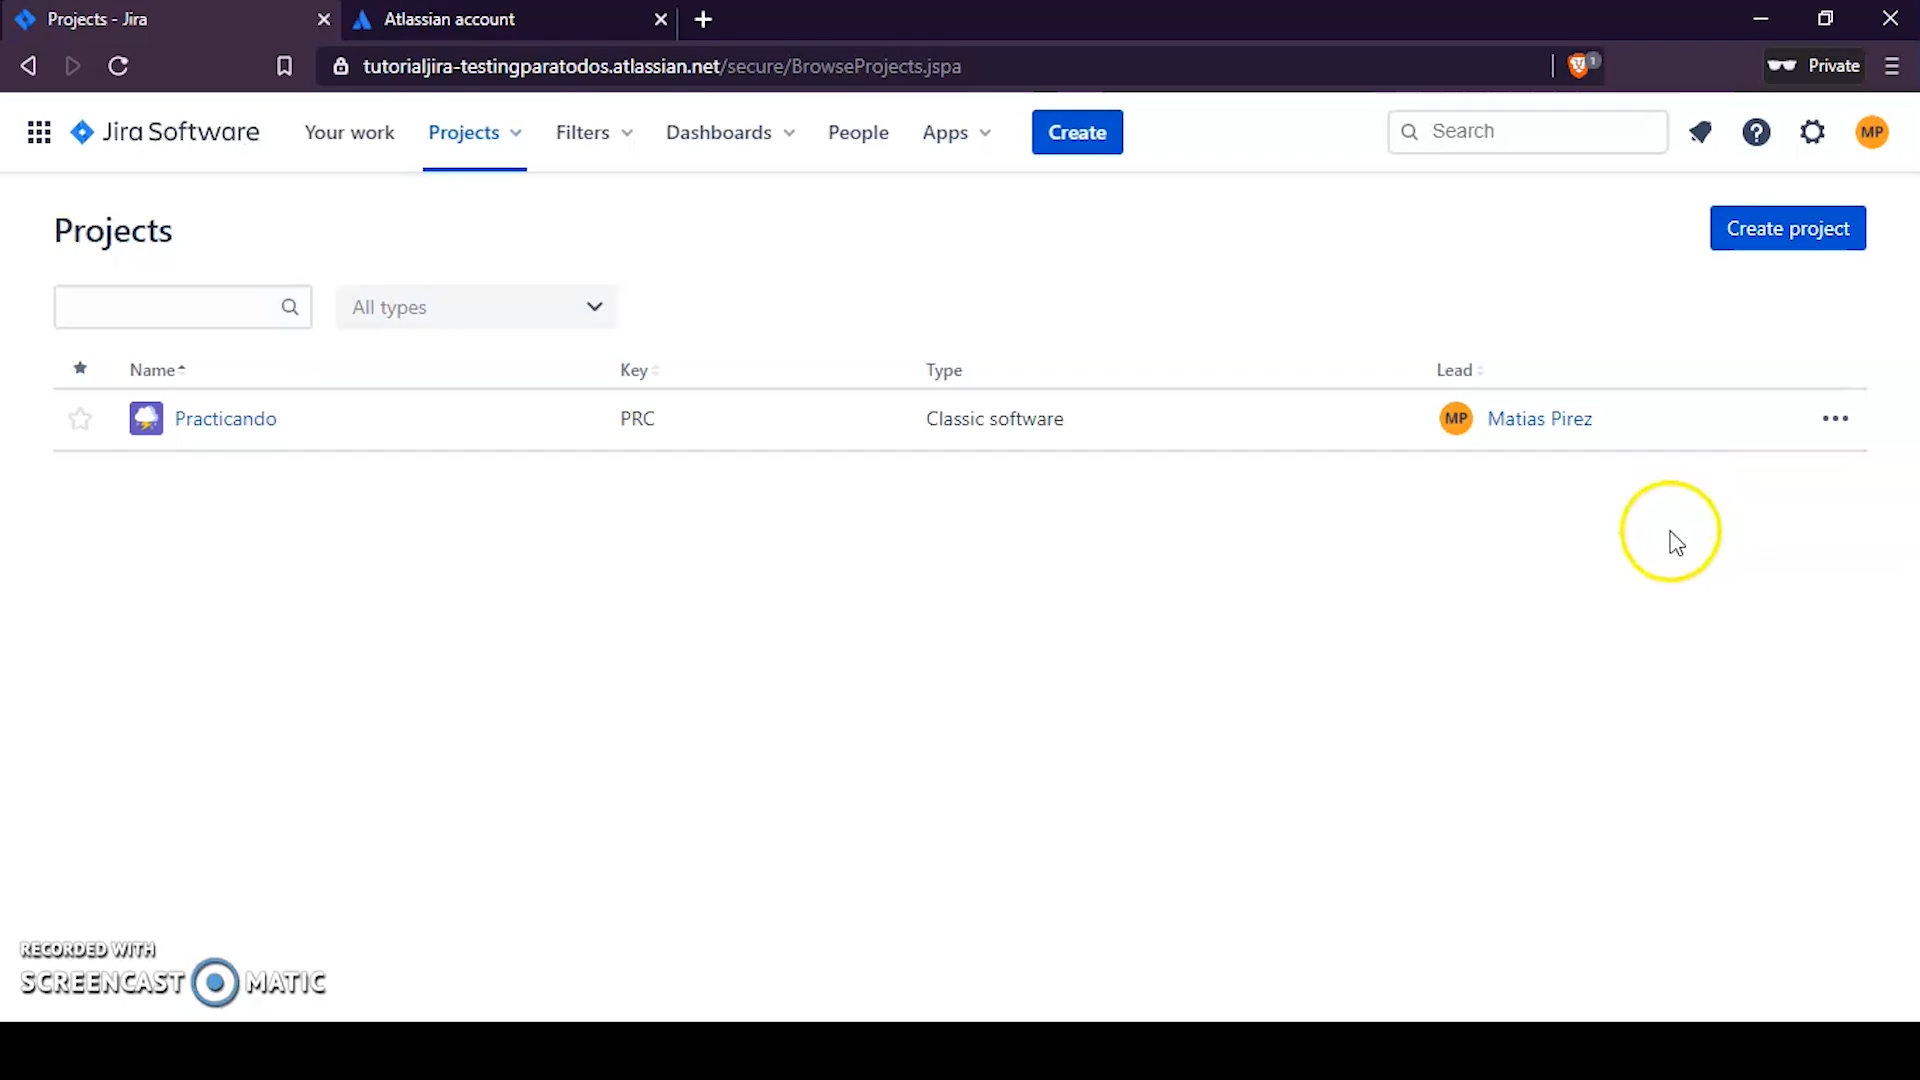 Projects - Jira
Atlassian account
tutorialjira-testingparatodos.atlassian.net/secure/BrowseProjects.jspa
1
Private
Jira Software
Your work
Projects
Filters
Dashboards
People
Apps
Create
Search
MP
Projects
Create project
All types
Name
Key
Type
Lead
Practicando
PRC
Classic software
MP
Matias Pirez
RECORDED WITH
SCREENCAST MATIC